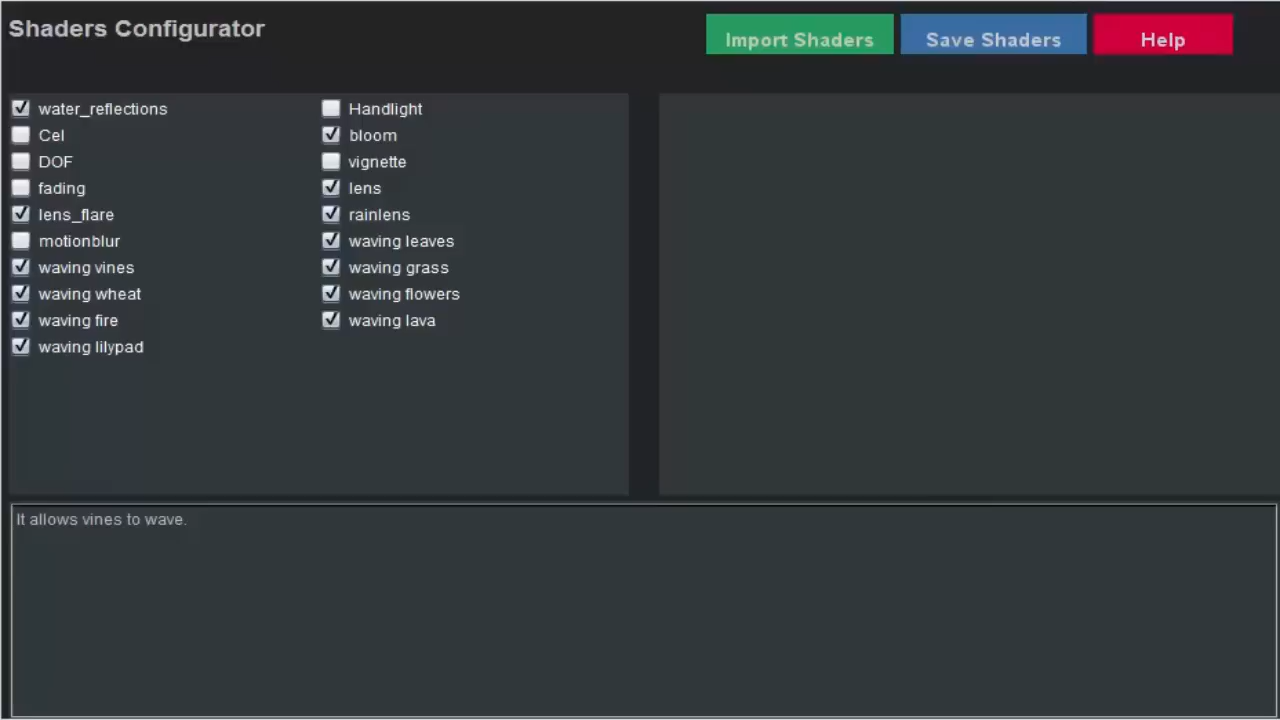 Shaders Configurator
Import Shaders
Save Shaders
Help
water_reflections
Handlight
Cel
bloom
DOF
vignette
fading
lens
lens_flare
rainlens
motionblur
waving leaves
waving vines
waving grass
waving wheat
waving flowers
waving fire
waving lava
waving lilypad
It allows vines to wave.